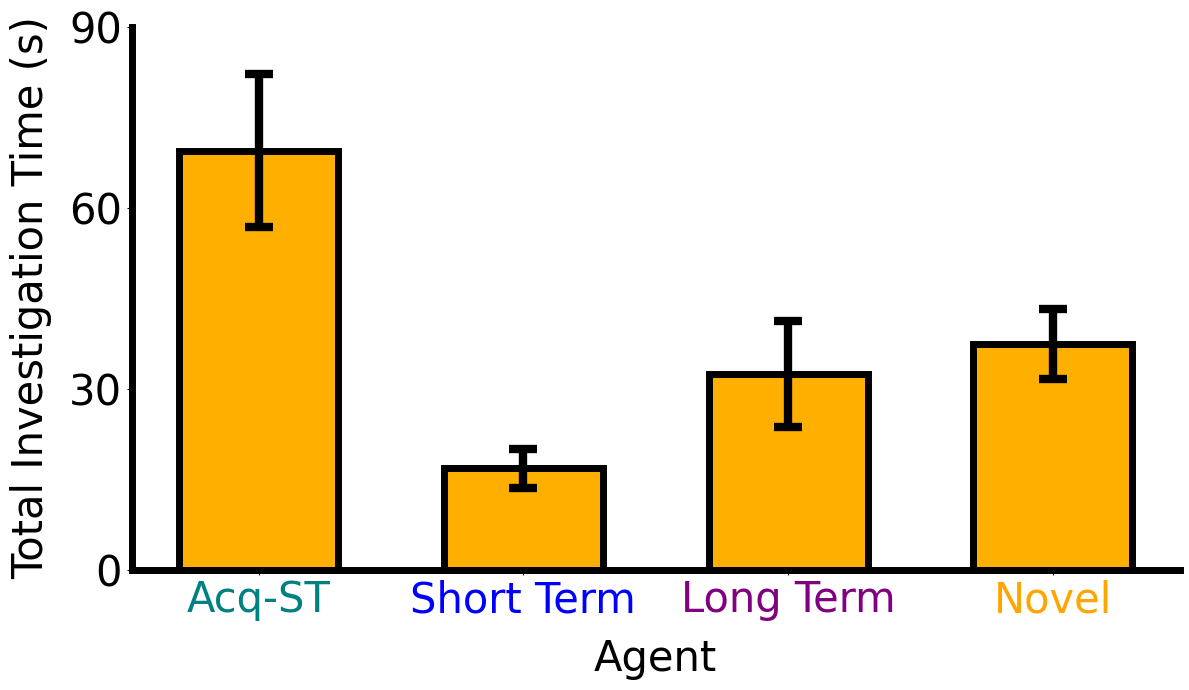 Total Investigation Time (s)
90
60
30
0
Acq-ST Short Term Long Term Novel
Agent